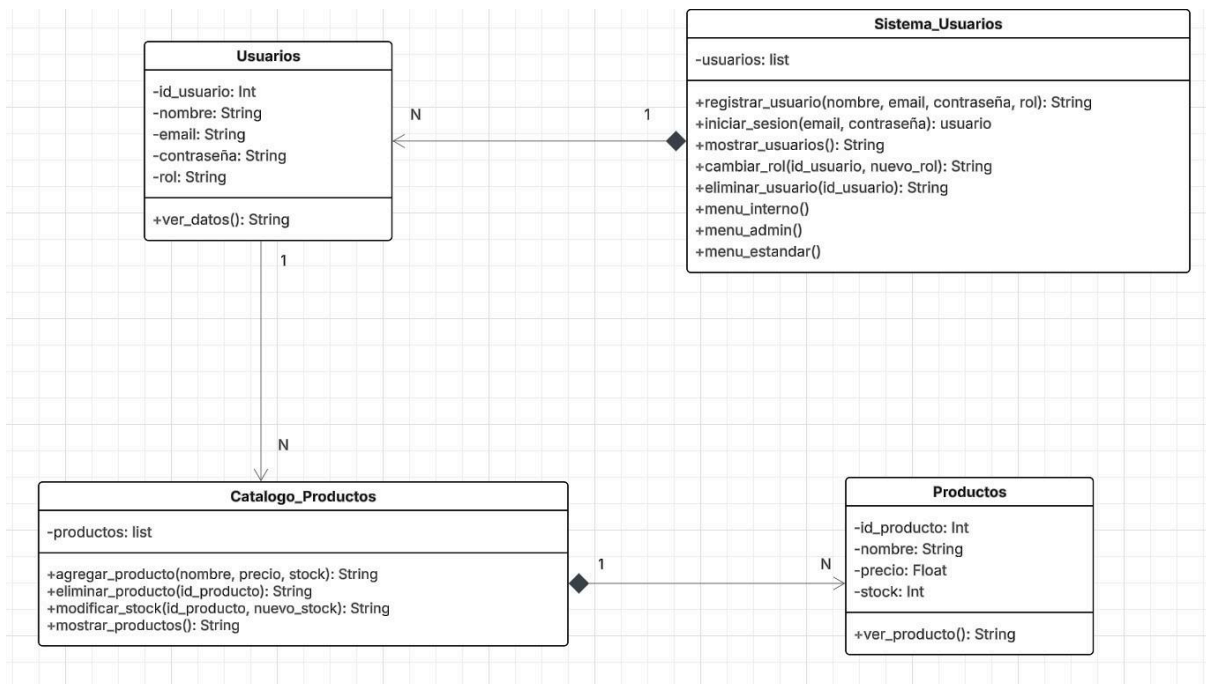 Usuarios
-id_usuario: Int
-nombre: String
-email: String
-contraseña: String
-rol: String
+ver_datos(): String
N
1
Sistema_Usuarios
-usuarios: list
+registrar_usuario(nombre, email, contraseña, rol): String
+iniciar_sesion(email, contraseña): usuario
+mostrar_usuarios(): String
+cambiar_rol(id_usuario, nuevo_rol): String
+eliminar_usuario(id_usuario): String
+menu_interno()
+menu_admin()
+menu_estandar()
1
N
Catalogo_Productos
-productos: list
+agregar_producto(nombre, precio, stock): String
+eliminar_producto(id_producto): String
+modificar_stock(id_producto, nuevo_stock): String
+mostrar_productos(): String
1
N
Productos
-id_producto: Int
-nombre: String
-precio: Float
-stock: Int
+ver_producto(): String